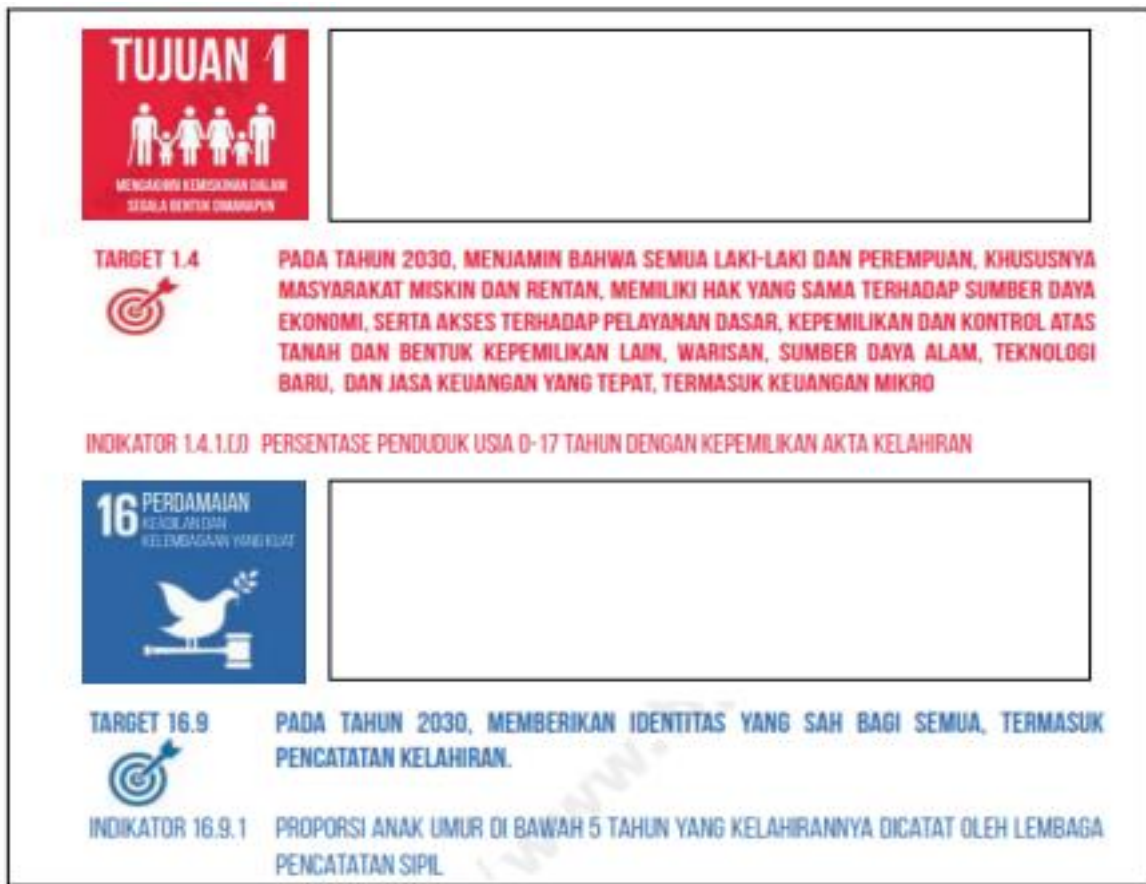 TUJUAN 1
MENGAKHIRI KEMISKINAN DALAM
SEGALA BENTUK DIMANAPUN
TARGET 1.4
PADA TAHUN 2030, MENJAMIN BAHWA SEMUA LAKI-LAKI DAN PEREMPUAN, KHUSUSNYA
MASYARAKAT MISKIN DAN RENTAN, MEMILIKI HAK YANG SAMA TERHADAP SUMBER DAYA
EKONOMI, SERTA AKSES TERHADAP PELAYANAN DASAR, KEPEMILIKAN DAN KONTROL ATAS
TANAH DAN BENTUK KEPEMILIKAN LAIN, WARISAN, SUMBER DAYA ALAM, TEKNOLOGI
BARU, DAN JASA KEUANGAN YANG TEPAT, TERMASUK KEUANGAN MIKRO
INDIKATOR 1.4.1.(J) PERSENTASE PENDUDUK USIA 0-17 TAHUN DENGAN KEPEMILIKAN AKTA KELAHIRAN
16 PERDAMAIAN
KEADILAN DAN
KELEMBAGAAN YANG KUAT
TARGET 16.9
PADA TAHUN 2030, MEMBERIKAN IDENTITAS YANG SAH BAGI SEMUA, TERMASUK
PENCATATAN KELAHIRAN.
INDIKATOR 16.9.1
PROPORSI ANAK UMUR DI BAWAH 5 TAHUN YANG KELAHIRANNYA DICATAT OLEH LEMBAGA
PENCATATAN SIPIL